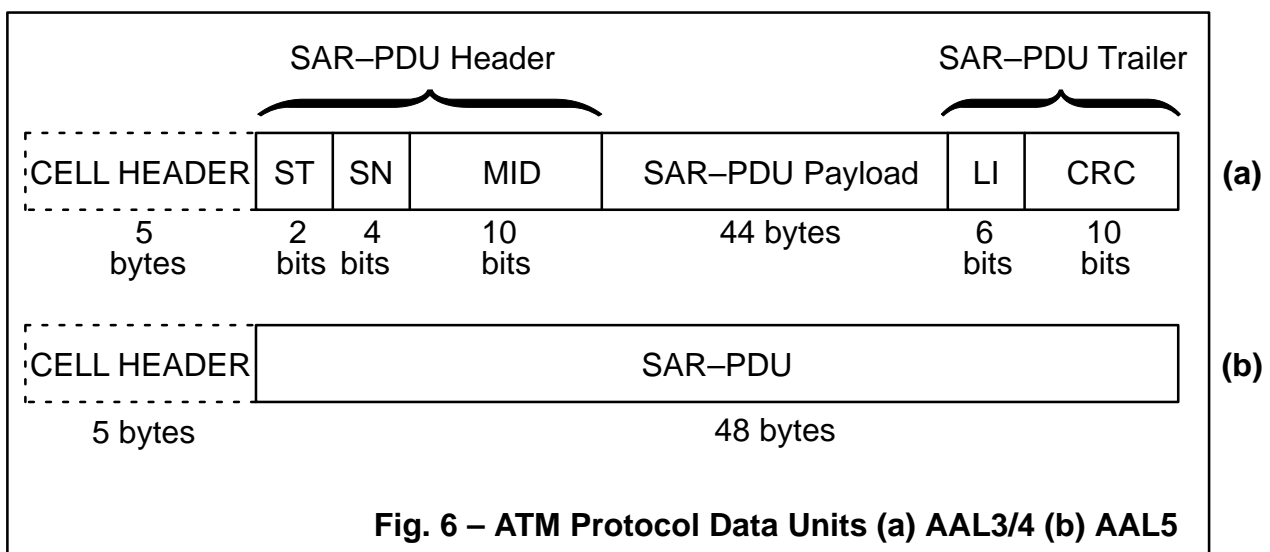 SAR–PDU Header SAR–PDU Trailer
CELL HEADER ST SN MID SAR–PDU Payload LI CRC (a)
5 2 4 10 44 bytes 6 10
bytes bits bits bits bits bits
CELL HEADER SAR–PDU (b)
5 bytes 48 bytes
Fig. 6 – ATM Protocol Data Units (a) AAL3/4 (b) AAL5